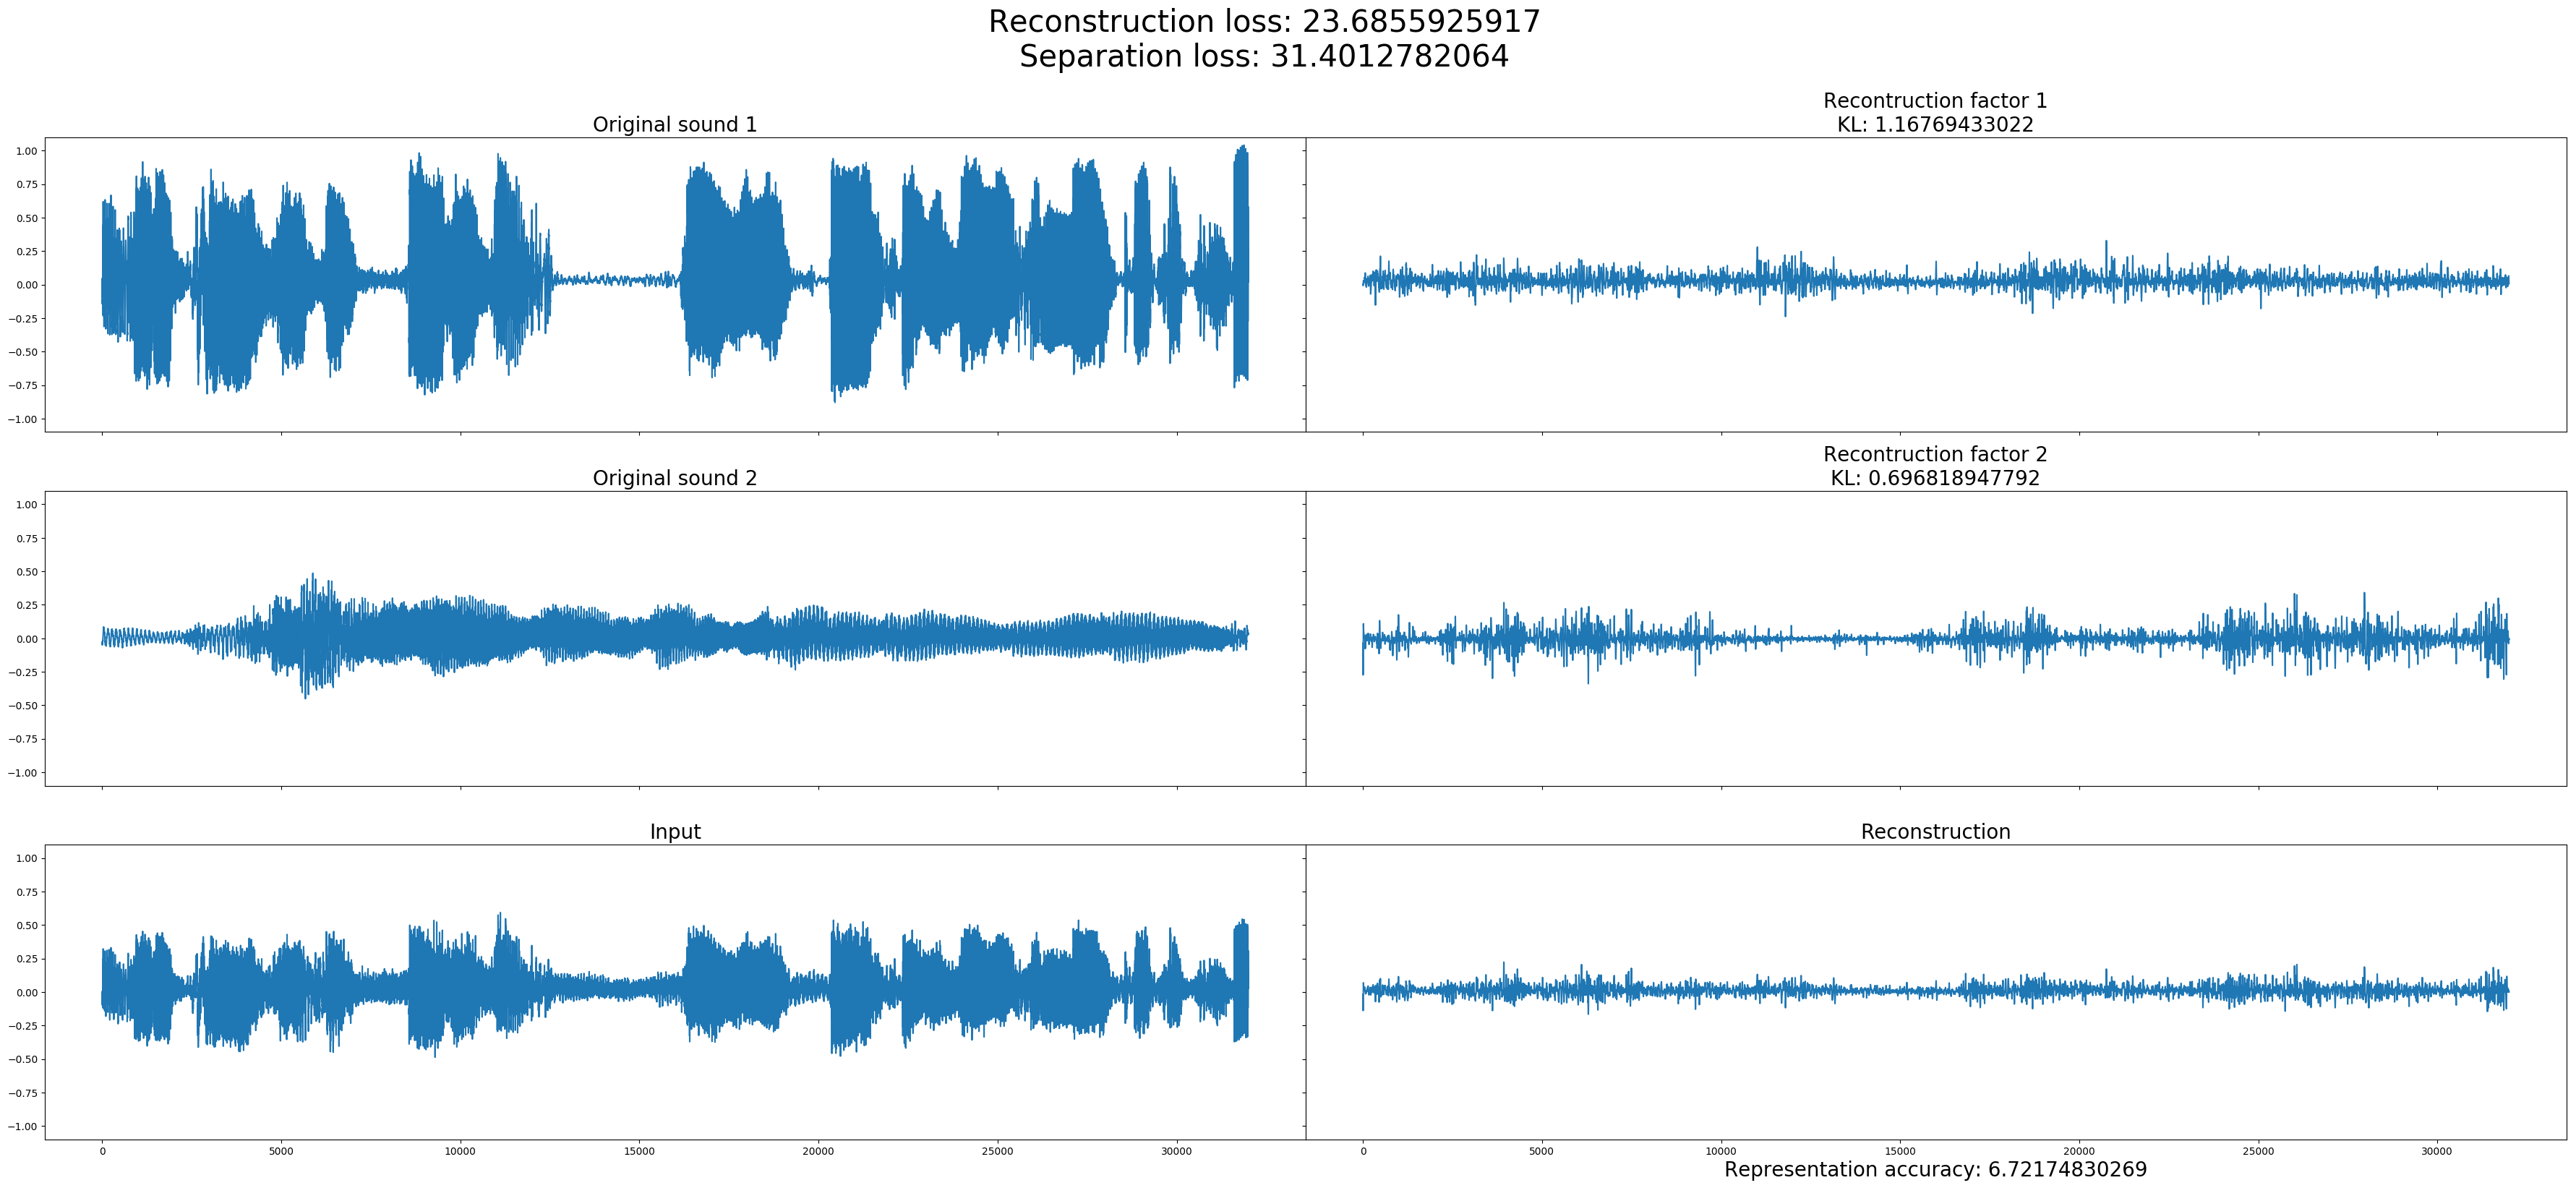 Reconstruction loss: 23.6855925917
Separation loss: 31.4012782064
Original sound 1
Recontruction factor 1
KL: 1.16769433022
1.00
0.75
0.50
0.25
0.00
−0.25
−0.50
−0.75
−1.00
0 5000 10000 15000 20000 25000 30000
Original sound 2
Recontruction factor 2
KL: 0.696818947792
1.00
0.75
0.50
0.25
0.00
−0.25
−0.50
−0.75
−1.00
Input
Reconstruction
1.00
0.75
0.50
0.25
0.00
−0.25
−0.50
−0.75
−1.00
0 5000 10000 15000 20000 25000 30000
Representation accuracy: 6.72174830269